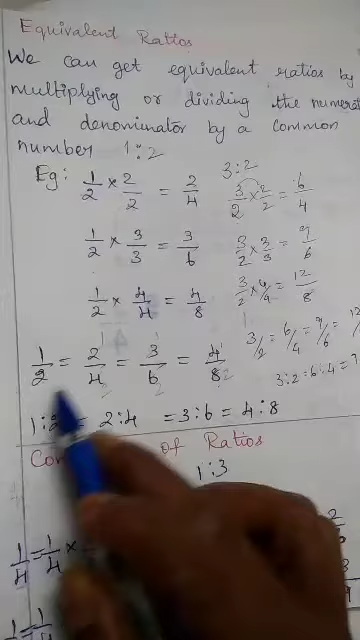 Equivalent Ratios
We can get equivalent ratios by
multiplying or dividing the
and denominator by a common
number 1:2
3:2
Eg: 1/2 × 2/2 = 2/4
3/2 × 2/2 = 6/4
1/2 × 3/3 = 3/6
3/2 × 3/3 = 9/6
1/2 × 4/4 = 4/8
3/2 × 4/4 = 12/8
1/2 = 2/4 = 3/6 = 4/8
3/2 = 6/4 = 9/6 =
3:2 = 6:4 =
= 2:4 = 3:6 = 4:8
of Ratios
1:3
1/4 = 1/4 ×